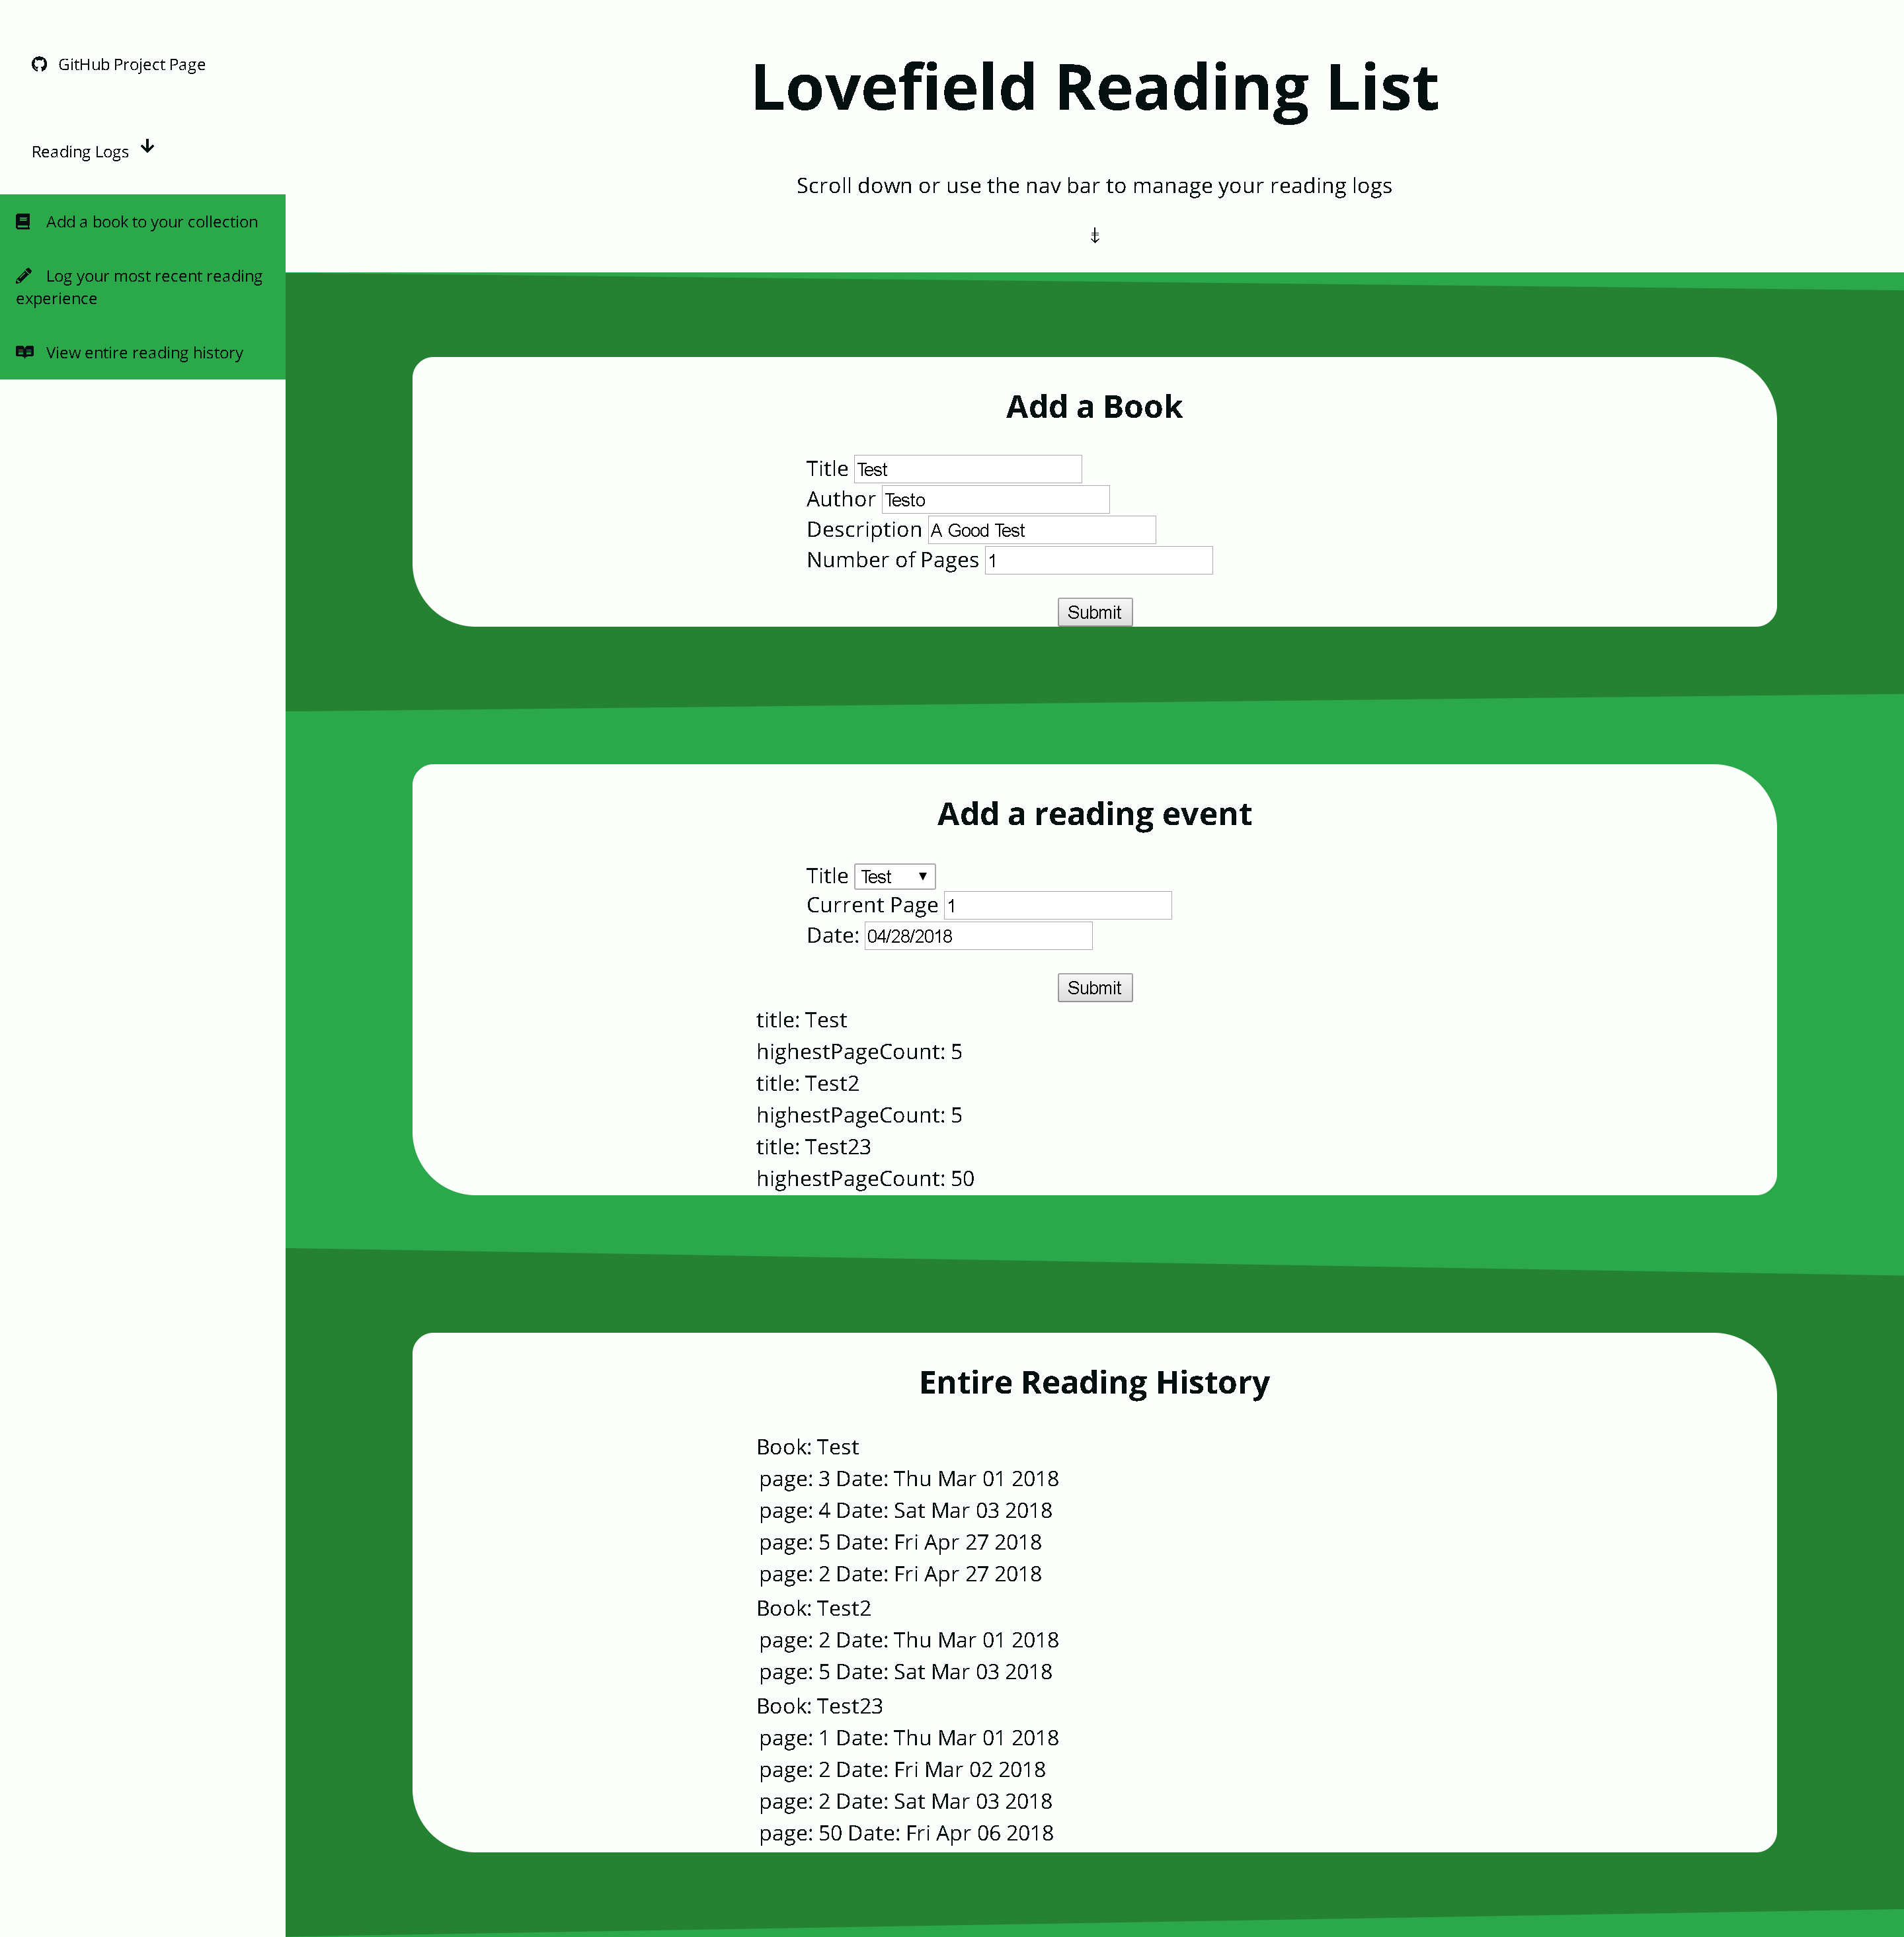 GitHub Project Page
Reading Logs
Add a book to your collection
Log your most recent reading
experience
View entire reading history
Lovefield Reading List
Scroll down or use the nav bar to manage your reading logs
Add a Book
Title Test
Author Testo
Description A Good Test
Number of Pages 1
Submit
Add a reading event
Title Test
Current Page 1
Date: 04/28/2018
Submit
title: Test
highestPageCount: 5
title: Test2
highestPageCount: 5
title: Test23
highestPageCount: 50
Entire Reading History
Book: Test
page: 3 Date: Thu Mar 01 2018
page: 4 Date: Sat Mar 03 2018
page: 5 Date: Fri Apr 27 2018
page: 2 Date: Fri Apr 27 2018
Book: Test2
page: 2 Date: Thu Mar 01 2018
page: 5 Date: Sat Mar 03 2018
Book: Test23
page: 1 Date: Thu Mar 01 2018
page: 2 Date: Fri Mar 02 2018
page: 2 Date: Sat Mar 03 2018
page: 50 Date: Fri Apr 06 2018